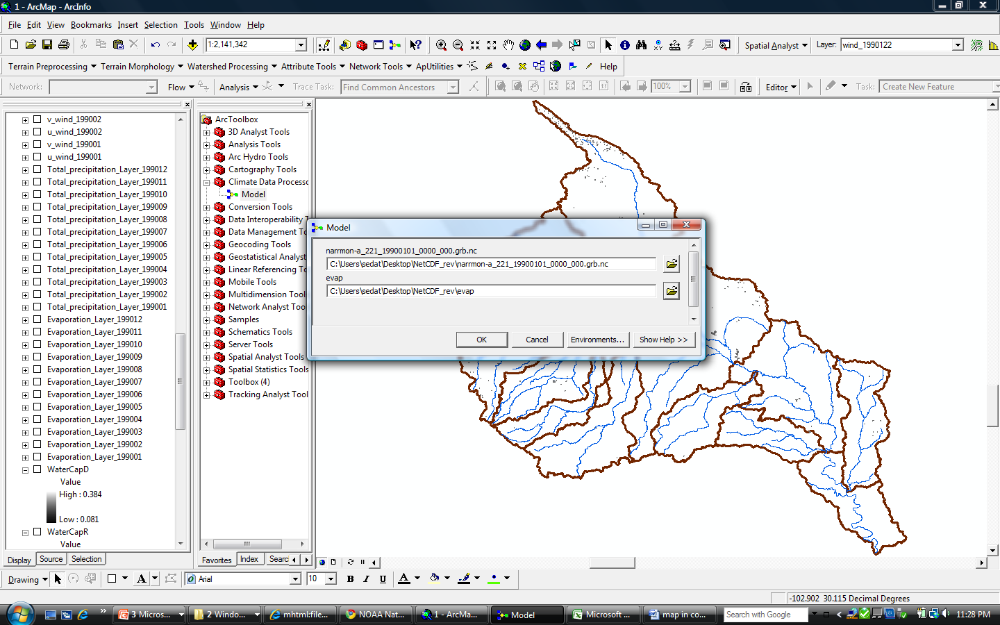 1 - ArcMap - ArcInfo
File Edit View Bookmarks Insert Selection Tools Window Help
1:2,141,342 Spatial Analyst Layer: wind_1990122
Terrain Preprocessing Terrain Morphology Watershed Processing Attribute Tools Network Tools ApUtilities Help
Network: Flow Analysis Trace Task: Find Common Ancestors 100% Editor Task: Create New Feature
v_wind_199002
u_wind_199002
v_wind_199001
u_wind_199001
Total_precipitation_Layer_199012
Total_precipitation_Layer_199011
Total_precipitation_Layer_199010
Total_precipitation_Layer_199009
Total_precipitation_Layer_199008
Total_precipitation_Layer_199007
Total_precipitation_Layer_199006
Total_precipitation_Layer_199005
Total_precipitation_Layer_199004
Total_precipitation_Layer_199003
Total_precipitation_Layer_199002
Total_precipitation_Layer_199001
Evaporation_Layer_199012
Evaporation_Layer_199011
Evaporation_Layer_199010
Evaporation_Layer_199009
Evaporation_Layer_199008
Evaporation_Layer_199007
Evaporation_Layer_199006
Evaporation_Layer_199005
Evaporation_Layer_199004
Evaporation_Layer_199003
Evaporation_Layer_199002
Evaporation_Layer_199001
WaterCapD
Value
High : 0.384
Low : 0.081
WaterCapR
Value
Display Source Selection
ArcToolbox
3D Analyst Tools
Analysis Tools
Arc Hydro Tools
Cartography Tools
Climate Data Processo
Model
Conversion Tools
Data Interoperability T
Data Management To
Geocoding Tools
Geostatistical Analyst
Linear Referencing To
Mobile Tools
Multidimension Tools
Network Analyst Too
Samples
Schematics Tools
Server Tools
Spatial Analyst Tools
Spatial Statistics Tools
Toolbox (4)
Tracking Analyst Tool
Favorites Index Searc
Model
narrmon-a_221_19900101_0000_000.grb.nc
C:\Users\sedat\Desktop\NetCDF_rev\narrmon-a_221_19900101_0000_000.grb.nc
evap
C:\Users\sedat\Desktop\NetCDF_rev\evap
OK Cancel Environments... Show Help >>
Drawing A Arial 10 B I U A
-102.902 30.115 Decimal Degrees
3 Micros... 2 Windo... mhtml:file... NOAA Nat... 1 - ArcMa... Model Microsoft ... map in co... Search with Google 11:28 PM